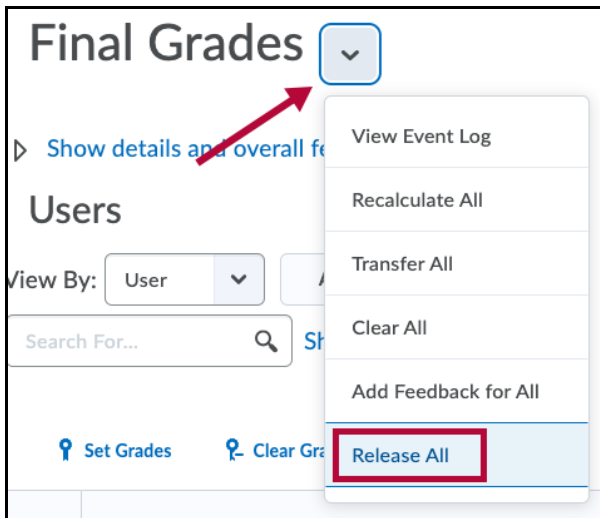 Final Grades
View Event Log
Show details and overall fe
Recalculate All
Users
Transfer All
View By: User
Clear All
Search For... Sh
Add Feedback for All
Set Grades Clear Gra
Release All